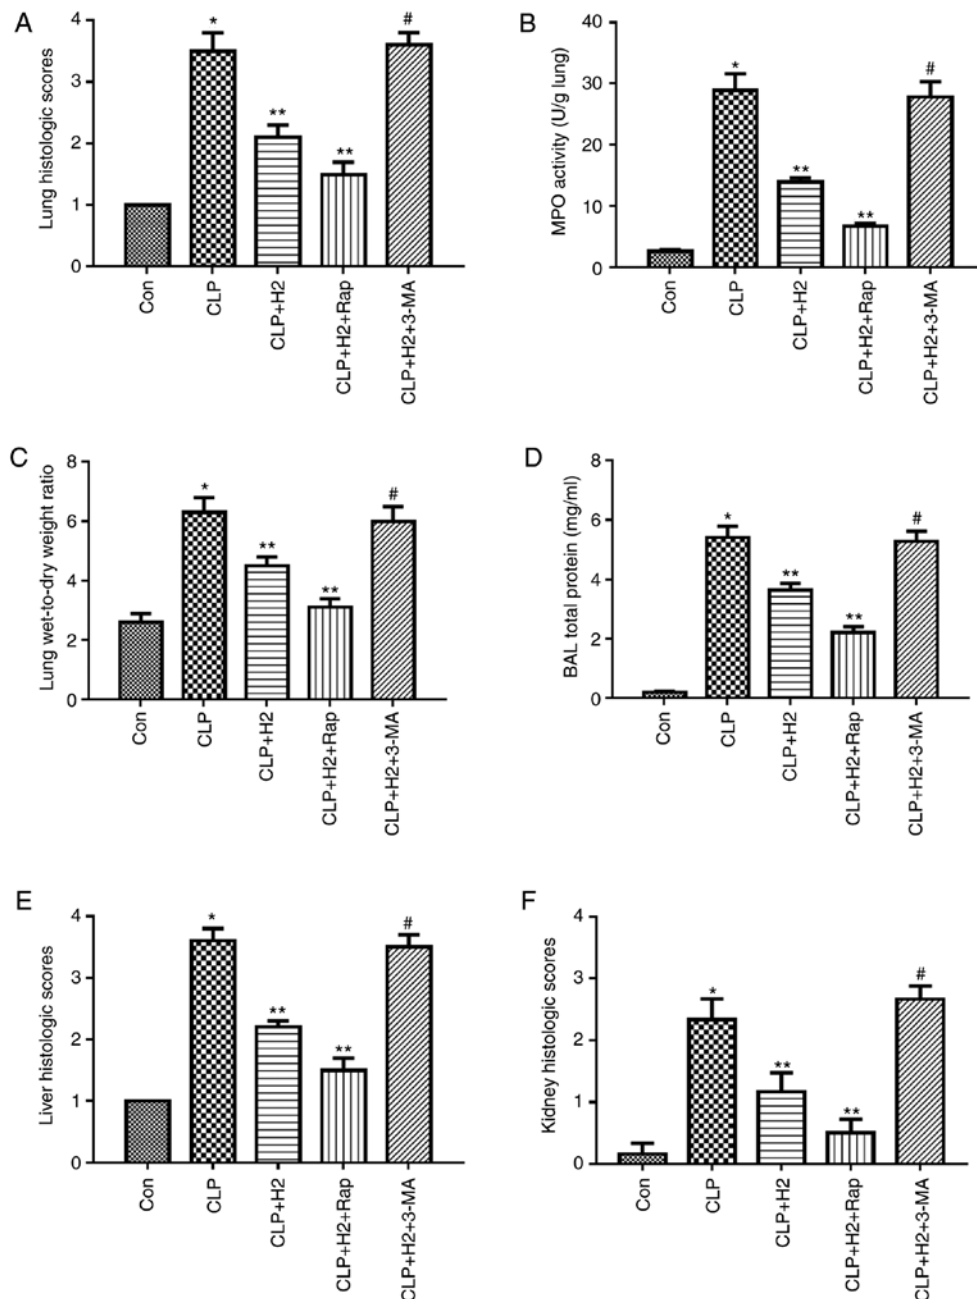 A
Lung histologic scores
4
3
2
1
0
*
**
**
#
Con
CLP
CLP+H2
CLP+H2+Rap
CLP+H2+3-MA
B
MPO activity (U/g lung)
40
30
20
10
0
*
**
**
#
Con
CLP
CLP+H2
CLP+H2+Rap
CLP+H2+3-MA
C
Lung wet-to-dry weight ratio
8
6
4
2
0
*
**
**
#
Con
CLP
CLP+H2
CLP+H2+Rap
CLP+H2+3-MA
D
BAL total protein (mg/ml)
8
6
4
2
0
*
**
**
#
Con
CLP
CLP+H2
CLP+H2+Rap
CLP+H2+3-MA
E
Liver histologic scores
4
3
2
1
0
*
**
**
#
Con
CLP
CLP+H2
CLP+H2+Rap
CLP+H2+3-MA
F
Kidney histologic scores
4
3
2
1
0
*
**
**
#
Con
CLP
CLP+H2
CLP+H2+Rap
CLP+H2+3-MA